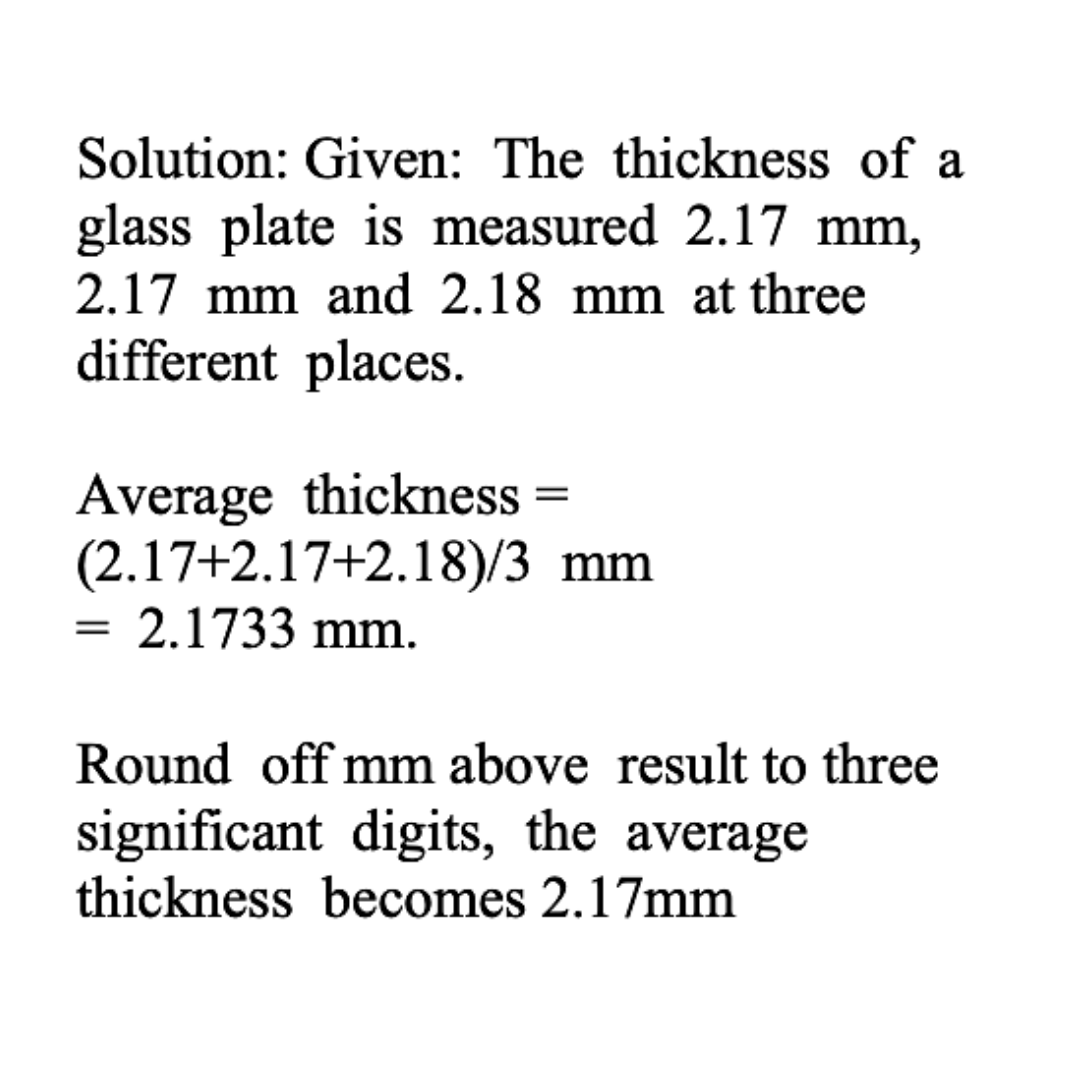 Solution: Given: The thickness of a
glass plate is measured 2.17 mm,
2.17 mm and 2.18 mm at three
different places.
Average thickness =
(2.17+2.17+2.18)/3 mm
= 2.1733 mm.
Round off mm above result to three
significant digits, the average
thickness becomes 2.17mm